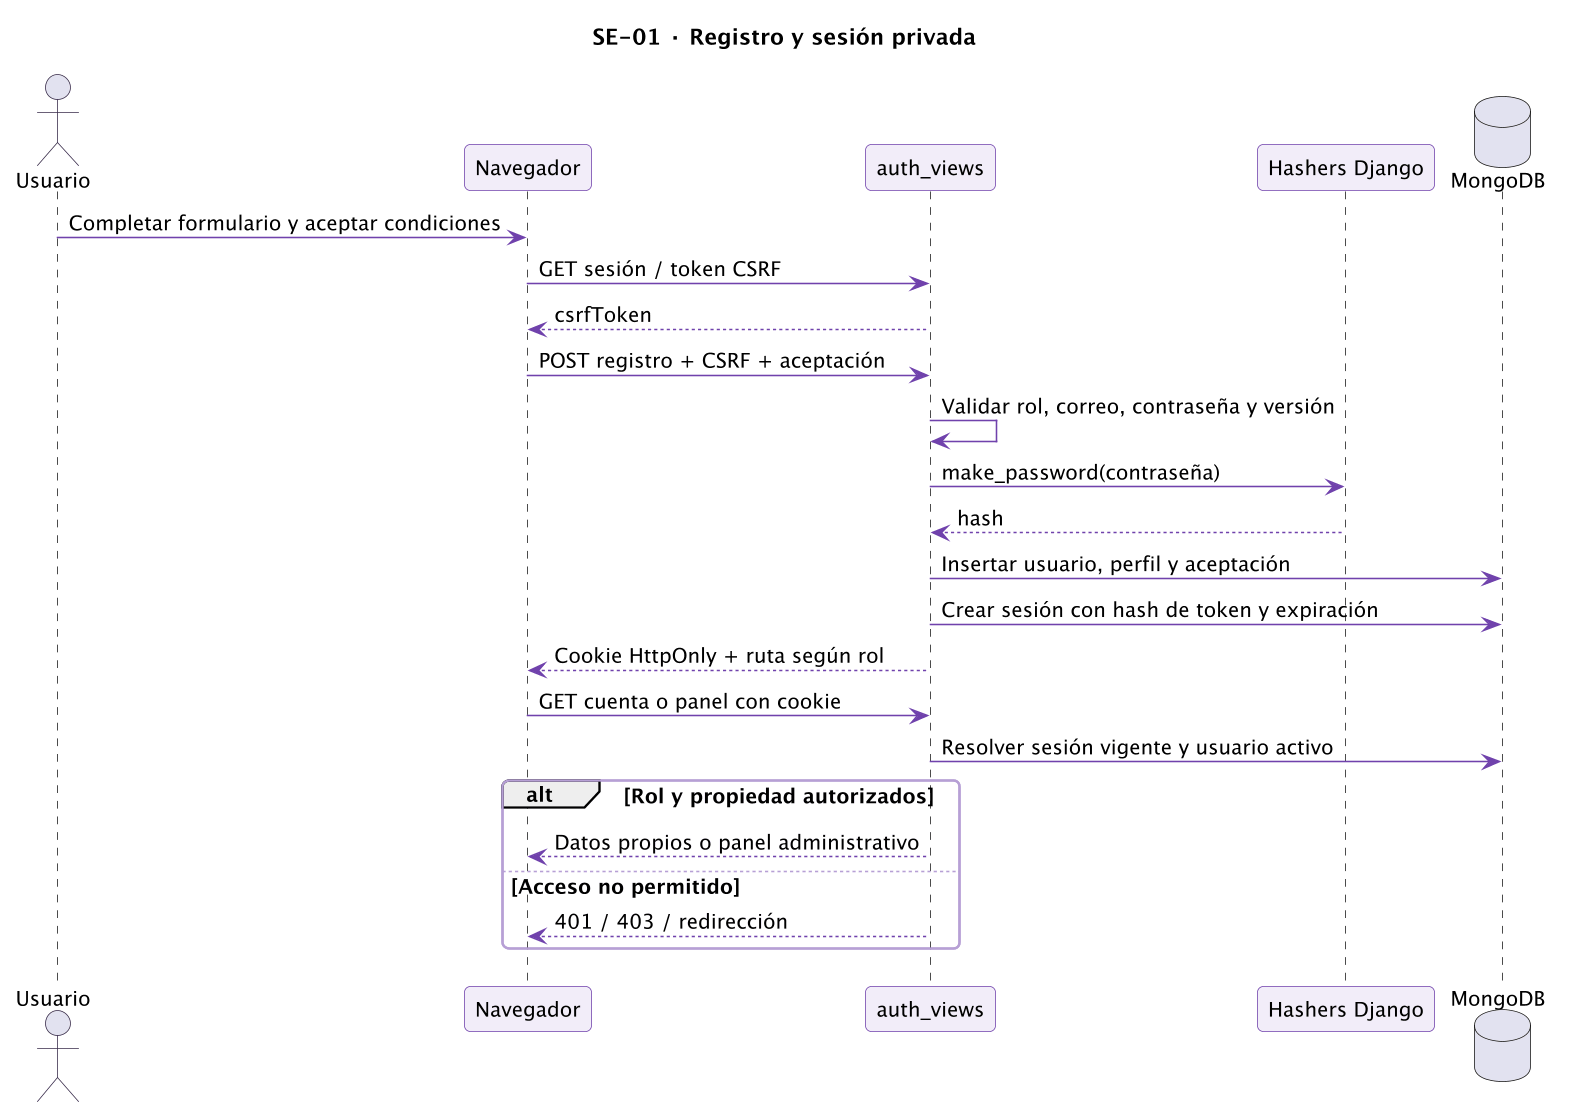 SE-01 · Registro y sesión privada
Usuario
Navegador
auth_views
Hashers Django
MongoDB
Completar formulario y aceptar condiciones
GET sesión / token CSRF
csrfToken
POST registro + CSRF + aceptación
Validar rol, correo, contraseña y versión
make_password(contraseña)
hash
Insertar usuario, perfil y aceptación
Crear sesión con hash de token y expiración
Cookie HttpOnly + ruta según rol
GET cuenta o panel con cookie
Resolver sesión vigente y usuario activo
alt [Rol y propiedad autorizados]
Datos propios o panel administrativo
[Acceso no permitido]
401 / 403 / redirección
Usuario
Navegador
auth_views
Hashers Django
MongoDB